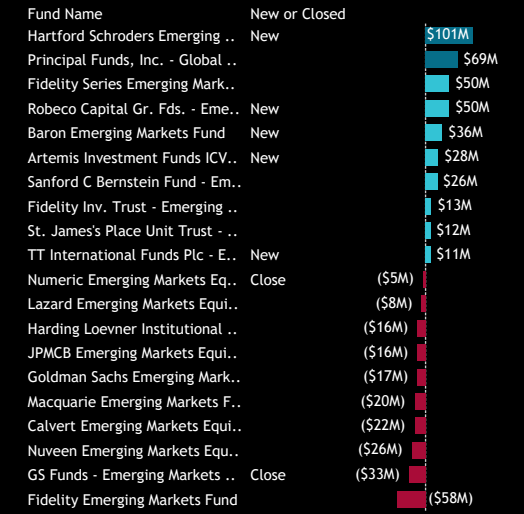 Fund Name New or Closed
Hartford Schroders Emerging .. New $101M
Principal Funds, Inc. - Global .. $69M
Fidelity Series Emerging Mark.. $50M
Robeco Capital Gr. Fds. - Eme.. New $50M
Baron Emerging Markets Fund New $36M
Artemis Investment Funds ICV.. New $28M
Sanford C Bernstein Fund - Em.. $26M
Fidelity Inv. Trust - Emerging .. $13M
St. James's Place Unit Trust - .. $12M
TT International Funds Plc - E.. New $11M
Numeric Emerging Markets Eq.. Close ($5M)
Lazard Emerging Markets Equi.. ($8M)
Harding Loevner Institutional .. ($16M)
JPMCB Emerging Markets Equi.. ($16M)
Goldman Sachs Emerging Mark.. ($17M)
Macquarie Emerging Markets F.. ($20M)
Calvert Emerging Markets Equi.. ($22M)
Nuveen Emerging Markets Equ.. ($26M)
GS Funds - Emerging Markets .. Close ($33M)
Fidelity Emerging Markets Fund ($58M)